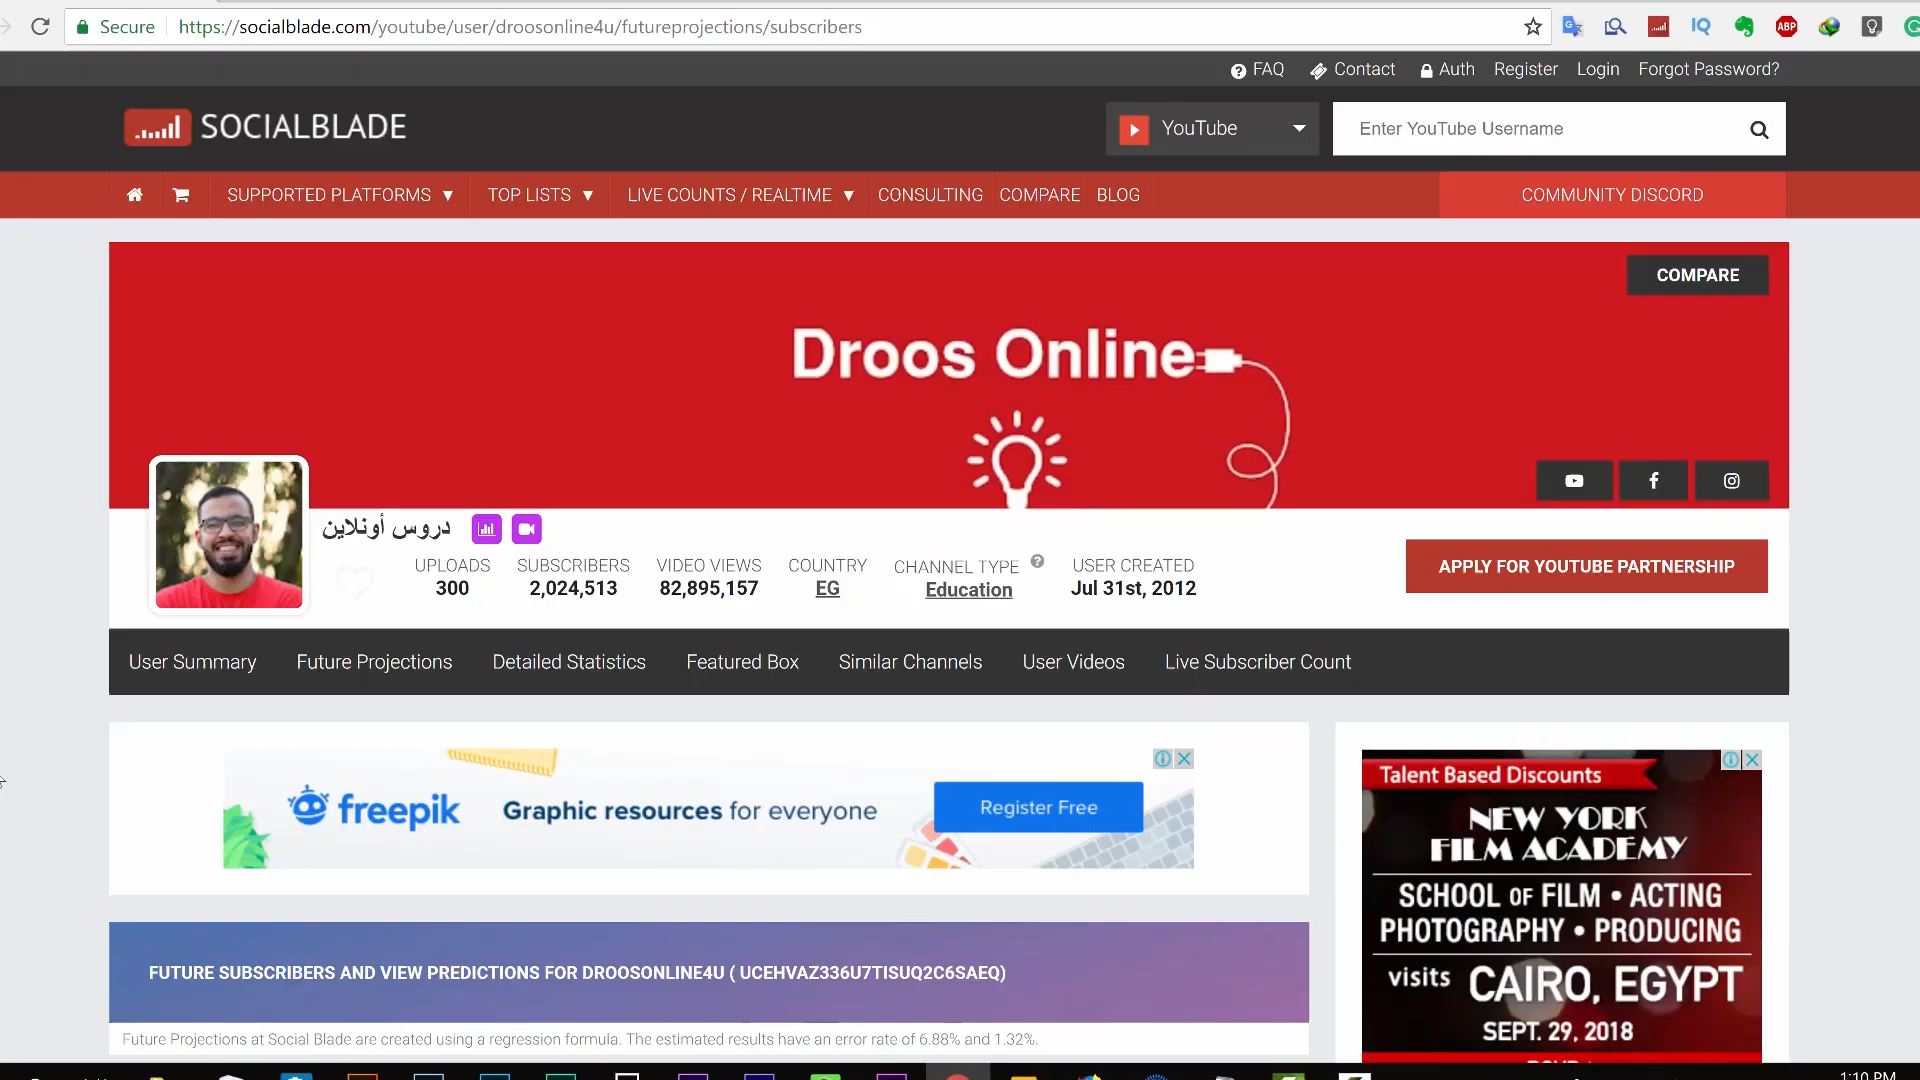 Secure https://socialblade.com/youtube/user/droosonline4u/futureprojections/subscribers
IQ ABP
FAQ Contact Auth Register Login Forgot Password?
SOCIALBLADE YouTube Enter YouTube Username
SUPPORTED PLATFORMS TOP LISTS LIVE COUNTS / REALTIME CONSULTING COMPARE BLOG COMMUNITY DISCORD
COMPARE
Droos Online
دروس أونلاين
UPLOADS SUBSCRIBERS VIDEO VIEWS COUNTRY CHANNEL TYPE USER CREATED
300 2,024,513 82,895,157 EG Education Jul 31st, 2012
APPLY FOR YOUTUBE PARTNERSHIP
User Summary Future Projections Detailed Statistics Featured Box Similar Channels User Videos Live Subscriber Count
freepik Graphic resources for everyone Register Free
Talent Based Discounts
NEW YORK
FILM ACADEMY
SCHOOL OF FILM • ACTING
PHOTOGRAPHY • PRODUCING
visits CAIRO, EGYPT
SEPT. 29, 2018
FUTURE SUBSCRIBERS AND VIEW PREDICTIONS FOR DROOSONLINE4U ( UCEHVAZ336U7TISUQ2C6SAEQ)
Future Projections at Social Blade are created using a regression formula. The estimated results have an error rate of 6.88% and 1.32%.
1:10 PM